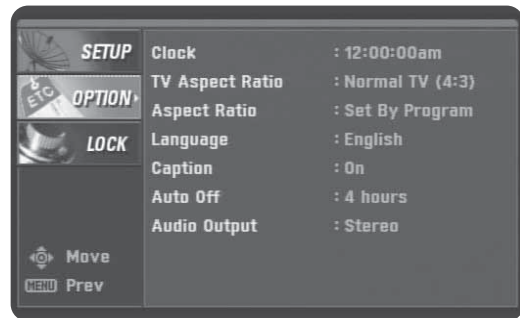 SETUP
ETC OPTION
LOCK
Clock : 12:00:00am
TV Aspect Ratio : Normal TV (4:3)
Aspect Ratio : Set By Program
Language : English
Caption : On
Auto Off : 4 hours
Audio Output : Stereo
Move
MENU Prev